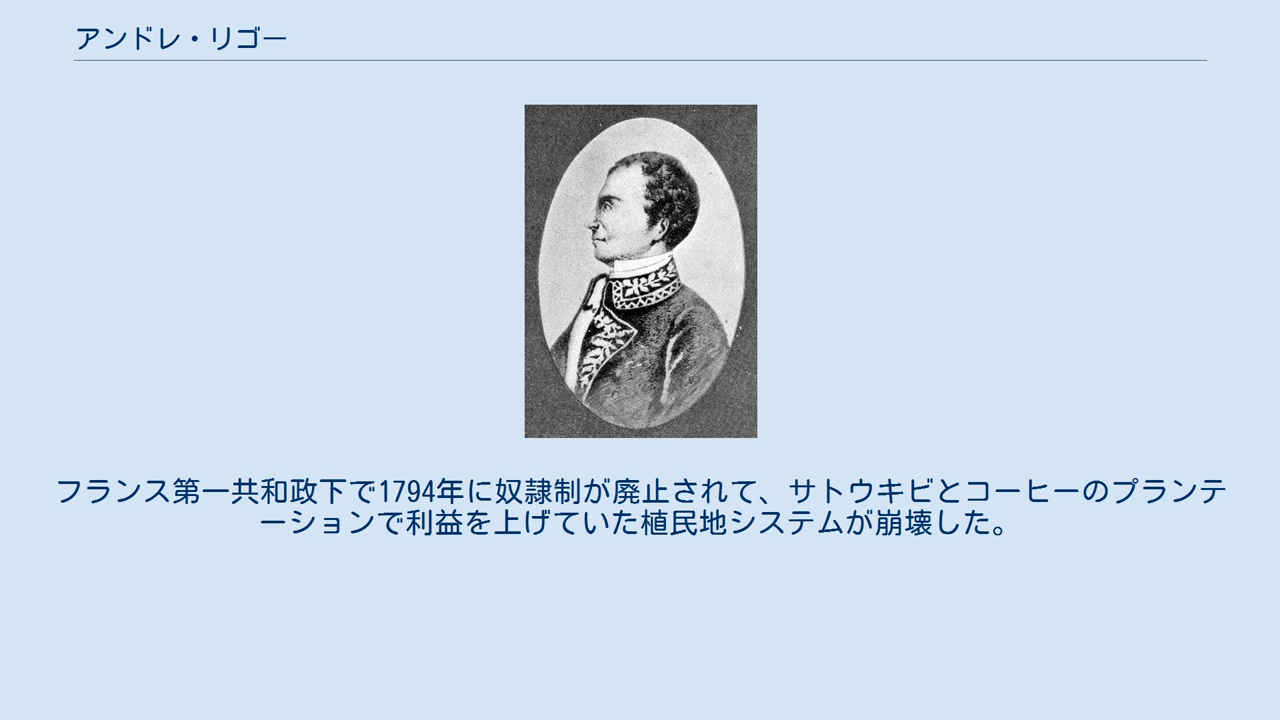 アンドレ・リゴー
フランス第一共和政下で1794年に奴隷制が廃止されて、サトウキビとコーヒーのプランテ
ーションで利益を上げていた植民地システムが崩壊した。